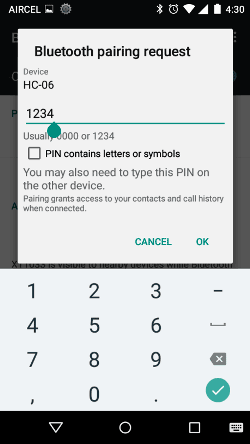 AIRCEL
4:30
Bluetooth pairing request
Device
HC-06
1234
Usually 0000 or 1234
PIN contains letters or symbols
You may also need to type this PIN on
the other device.
Pairing grants access to your contacts and call history
when connected.
CANCEL OK
is visible to nearby devices while Bluetooth
1 2 3 -
4 5 6
7 8 9
, 0 .